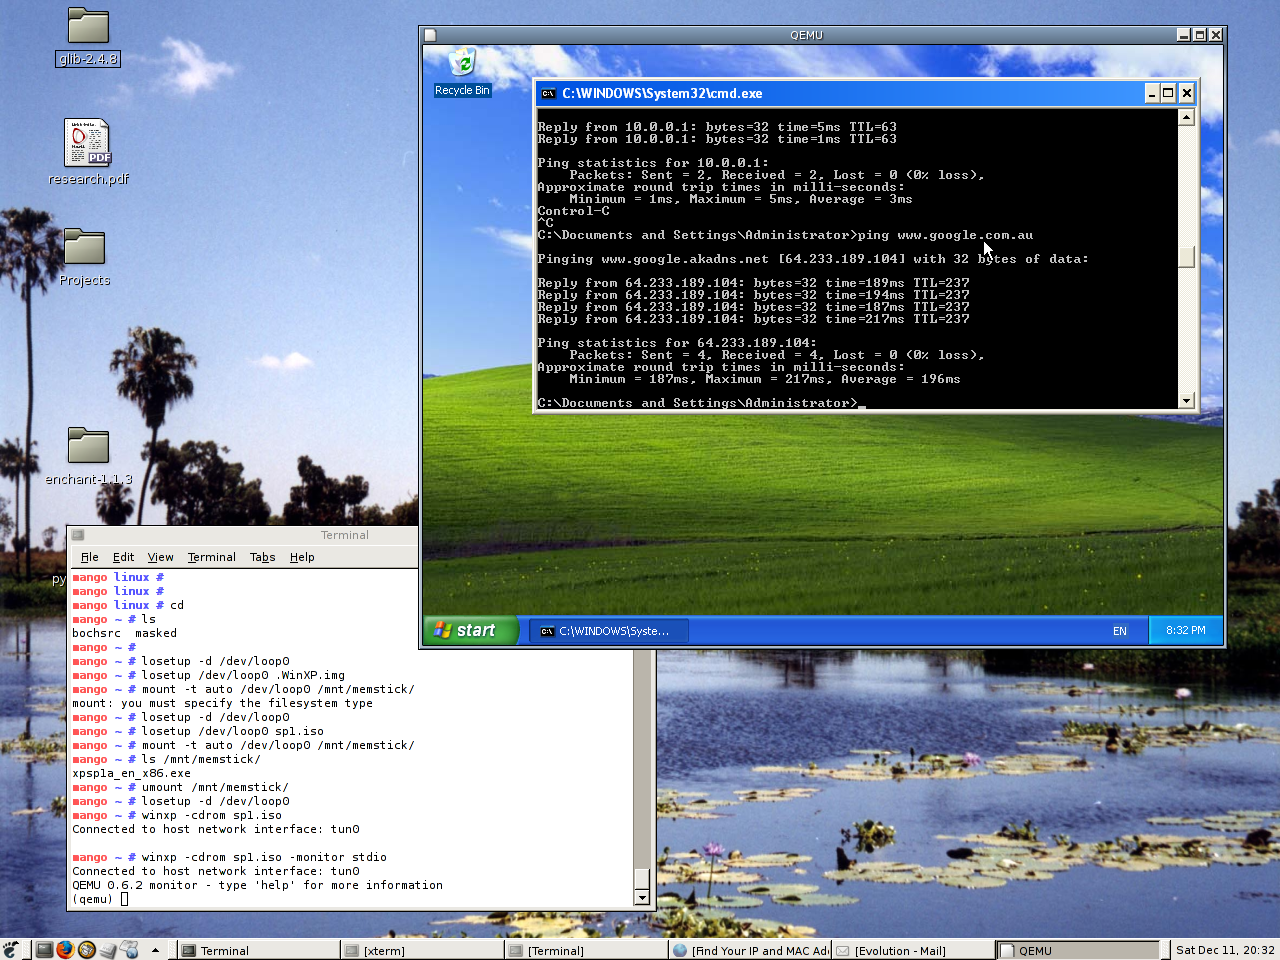 glib-2.4.8
research.pdf
PDF
Projects
enchant-1.1.3
py
QEMU
Recycle Bin
C:\WINDOWS\System32\cmd.exe
Reply from 10.0.0.1: bytes=32 time=5ms TTL=63
Reply from 10.0.0.1: bytes=32 time=1ms TTL=63
Ping statistics for 10.0.0.1:
Packets: Sent = 2, Received = 2, Lost = 0 (0% loss),
Approximate round trip times in milli-seconds:
Minimum = 1ms, Maximum = 5ms, Average = 3ms
Control-C
^C
C:\Documents and Settings\Administrator>ping www.google.com.au
Pinging www.google.akadns.net [64.233.189.104] with 32 bytes of data:
Reply from 64.233.189.104: bytes=32 time=189ms TTL=237
Reply from 64.233.189.104: bytes=32 time=194ms TTL=237
Reply from 64.233.189.104: bytes=32 time=187ms TTL=237
Reply from 64.233.189.104: bytes=32 time=217ms TTL=237
Ping statistics for 64.233.189.104:
Packets: Sent = 4, Received = 4, Lost = 0 (0% loss),
Approximate round trip times in milli-seconds:
Minimum = 187ms, Maximum = 217ms, Average = 196ms
C:\Documents and Settings\Administrator>_
start
C:\WINDOWS\Syste...
EN
8:32 PM
Terminal
File Edit View Terminal Tabs Help
mango linux #
mango linux #
mango linux # cd
mango ~ # ls
bochsrc masked
mango ~ #
mango ~ # losetup -d /dev/loop0
mango ~ # losetup /dev/loop0 .WinXP.img
mango ~ # mount -t auto /dev/loop0 /mnt/memstick/
mount: you must specify the filesystem type
mango ~ # losetup -d /dev/loop0
mango ~ # losetup /dev/loop0 sp1.iso
mango ~ # mount -t auto /dev/loop0 /mnt/memstick/
mango ~ # ls /mnt/memstick/
xpsp1a_en_x86.exe
mango ~ # umount /mnt/memstick/
mango ~ # losetup -d /dev/loop0
mango ~ # winxp -cdrom sp1.iso
Connected to host network interface: tun0
mango ~ # winxp -cdrom sp1.iso -monitor stdio
Connected to host network interface: tun0
QEMU 0.6.2 monitor - type 'help' for more information
(qemu)
Terminal
[xterm]
[Terminal]
[Find Your IP and MAC Ad
[Evolution - Mail]
QEMU
Sat Dec 11, 20:32